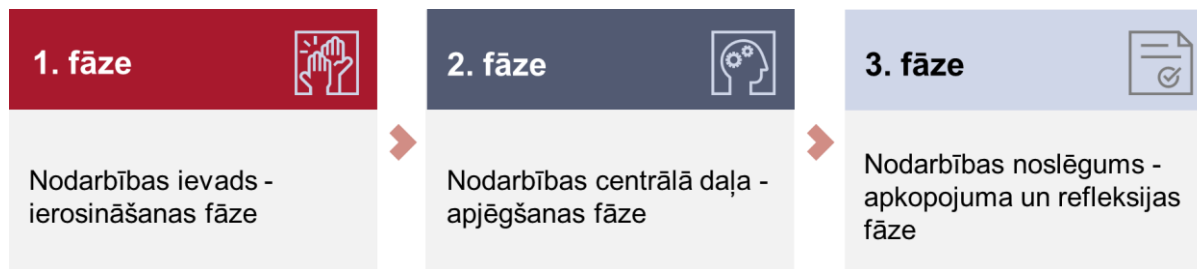 1. fāze
Nodarbības ievads -
ierosināšanas fāze
2. fāze
Nodarbības centrālā daļa -
apjēgšanas fāze
3. fāze
Nodarbības noslēgums -
apkopojuma un refleksijas
fāze